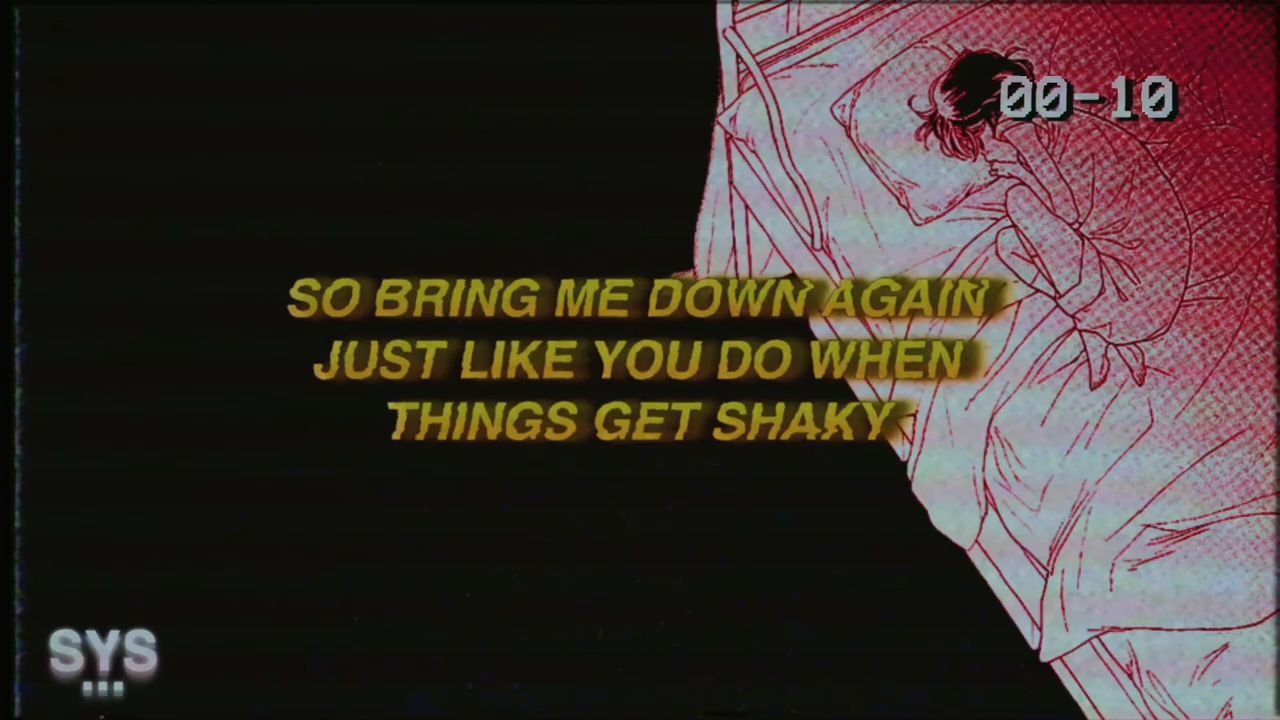 00-10
SO BRING ME DOWN AGAIN
JUST LIKE YOU DO WHEN
THINGS GET SHAKY
SYS